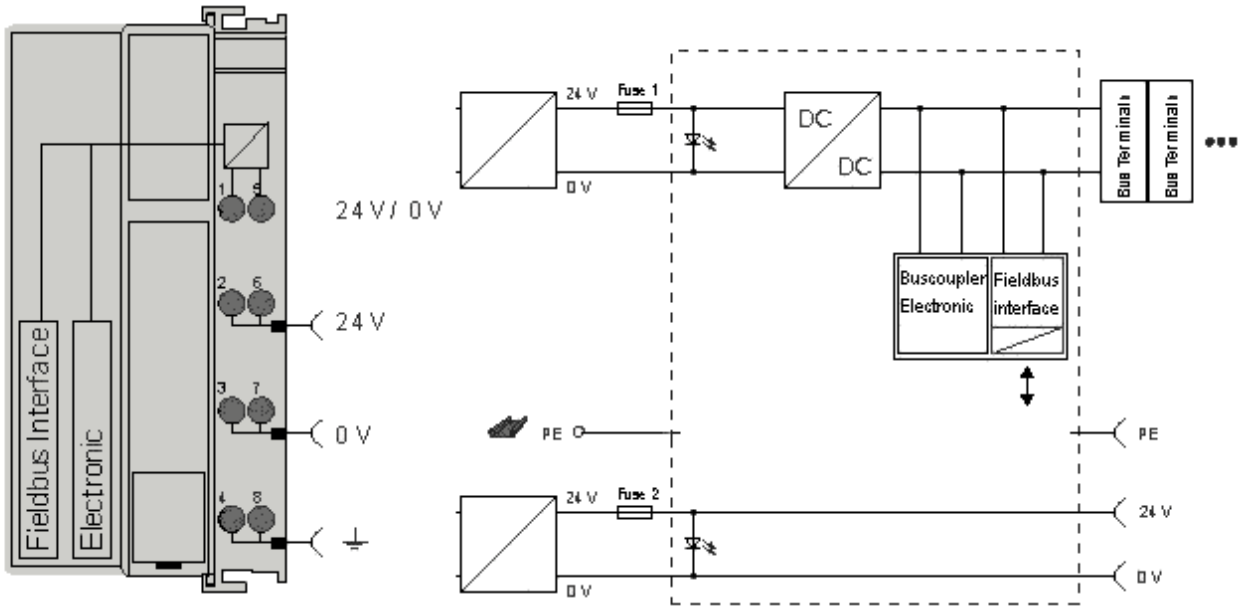 Fieldbus Interface
Electronic
1 5
24 V / 0 V
2 6
24 V
3 7
0 V
4 8
24 V
Fuse 1
0 V
DC
DC
Bus Terminals
Bus Terminals
Buscoupler
Electronic
Fieldbus
interface
PE
PE
24 V
Fuse 2
0 V
24 V
0 V